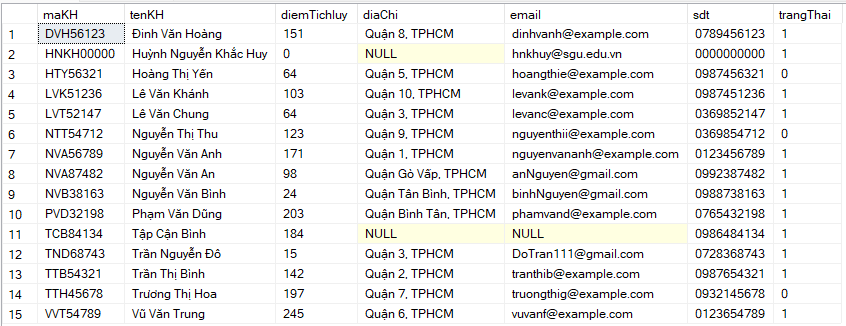 maKH tenKH diemTichluy diaChi email sdt trangThai
1 DVH56123 Đinh Văn Hoàng 151 Quận 8, TPHCM dinhvanh@example.com 0789456123 1
2 HNKH00000 Huỳnh Nguyễn Khắc Huy 0 NULL hnkhuy@sgu.edu.vn 0000000000 1
3 HTY56321 Hoàng Thị Yến 64 Quận 5, TPHCM hoangthie@example.com 0987456321 0
4 LVK51236 Lê Văn Khánh 103 Quận 10, TPHCM levank@example.com 0987451236 1
5 LVT52147 Lê Văn Chung 64 Quận 3, TPHCM levanc@example.com 0369852147 1
6 NTT54712 Nguyễn Thị Thu 123 Quận 9, TPHCM nguyenthii@example.com 0369854712 0
7 NVA56789 Nguyễn Văn Anh 171 Quận 1, TPHCM nguyenvananh@example.com 0123456789 1
8 NVA87482 Nguyễn Văn An 98 Quận Gò Vấp, TPHCM anNguyen@gmail.com 0992387482 1
9 NVB38163 Nguyễn Văn Bình 24 Quận Tân Bình, TPHCM binhNguyen@gmail.com 0988738163 1
10 PVD32198 Phạm Văn Dũng 203 Quận Bình Tân, TPHCM phamvand@example.com 0765432198 1
11 TCB84134 Tập Cận Bình 184 NULL NULL 0986484134 1
12 TND68743 Trần Nguyễn Đô 15 Quận 3, TPHCM DoTran111@gmail.com 0728368743 1
13 TTB54321 Trần Thị Bình 142 Quận 2, TPHCM tranthib@example.com 0987654321 1
14 TTH45678 Trương Thị Hoa 197 Quận 7, TPHCM truongthig@example.com 0932145678 0
15 VVT54789 Vũ Văn Trung 245 Quận 6, TPHCM vuvanf@example.com 0123654789 1